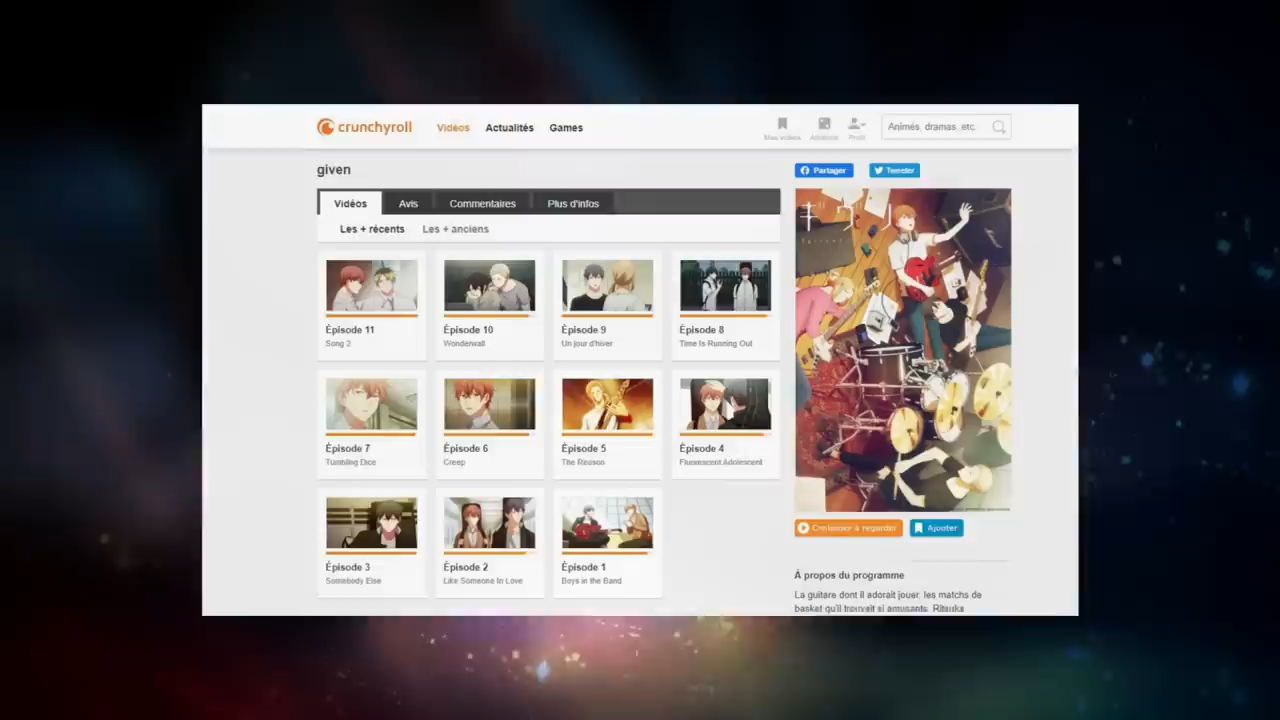 crunchyroll
Vidéos
Actualités
Games
Mes vidéos
Profil
Animés, dramas, etc.
given
Partager
Tweeter
Vidéos
Avis
Commentaires
Plus d'infos
Les + récents
Les + anciens
Épisode 11
Song 2
Épisode 10
Wonderwall
Épisode 9
Un jour d'hiver
Épisode 8
Time Is Running Out
Épisode 7
Tumbling Dice
Épisode 6
Creep
Épisode 5
The Reason
Épisode 4
Fluorescent Adolescent
Épisode 3
Somebody Else
Épisode 2
Like Someone In Love
Épisode 1
Boys in the Band
ギヴン
Continuer à regarder
Ajouter
À propos du programme
La guitare dont il adorait jouer, les matchs de
basket qu'il trouvait si amusants, Ritsuka